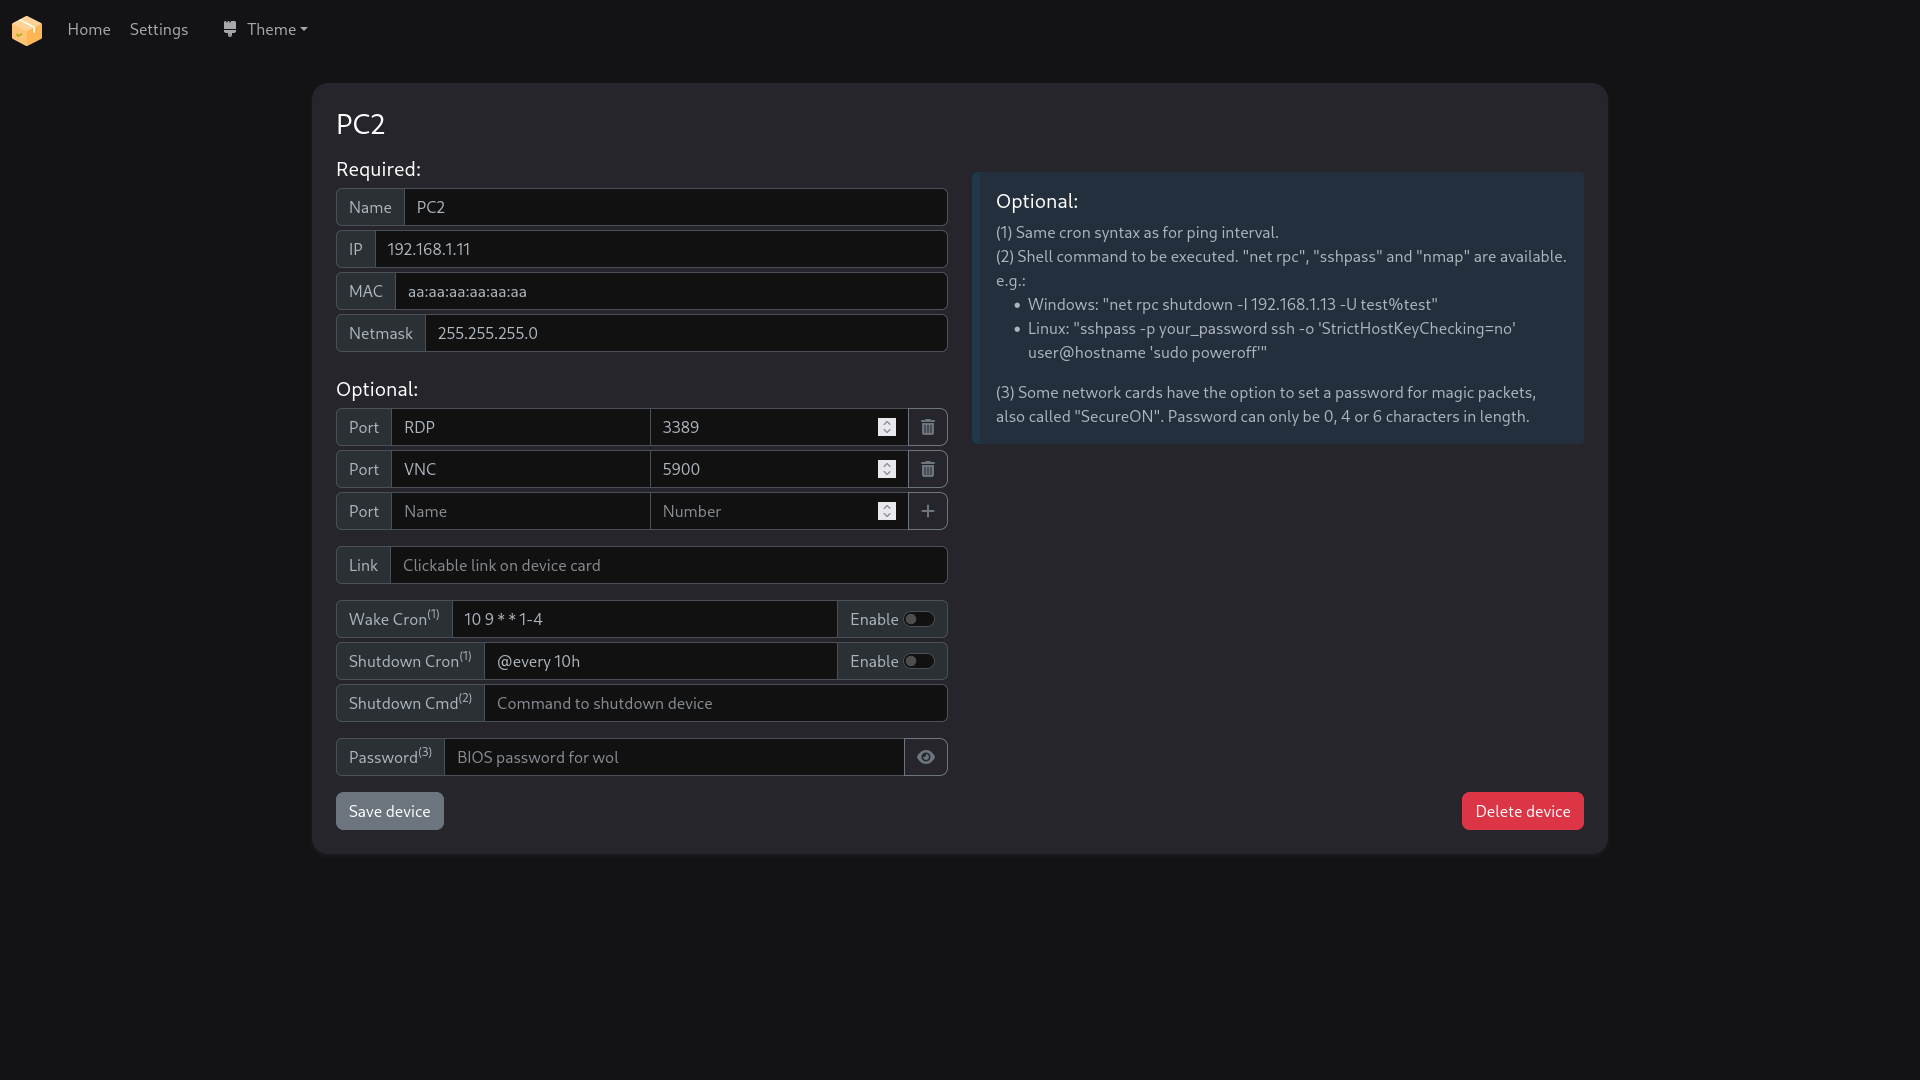 Home Settings Theme
PC2
Required:
Name PC2
IP 192.168.1.11
MAC aa:aa:aa:aa:aa:aa
Netmask 255.255.255.0
Optional:
Port RDP 3389
Port VNC 5900
Port Name Number
Link Clickable link on device card
Wake Cron(1) 10 9 * * 1-4 Enable
Shutdown Cron(1) @every 10h Enable
Shutdown Cmd(2) Command to shutdown device
Password(3) BIOS password for wol
Save device
Optional:
(1) Same cron syntax as for ping interval.
(2) Shell command to be executed. "net rpc", "sshpass" and "nmap" are available.
e.g.:
• Windows: "net rpc shutdown -I 192.168.1.13 -U test%test"
• Linux: "sshpass -p your_password ssh -o 'StrictHostKeyChecking=no'
user@hostname 'sudo poweroff'"
(3) Some network cards have the option to set a password for magic packets,
also called "SecureON". Password can only be 0, 4 or 6 characters in length.
Delete device